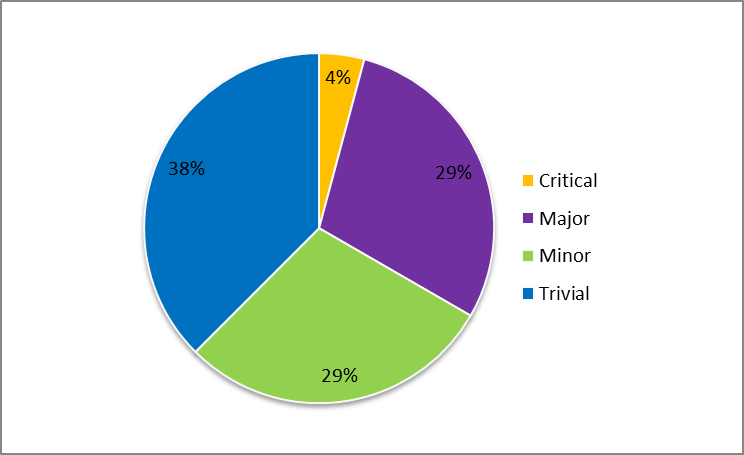 4%
29%
29%
38%
Critical
Major
Minor
Trivial